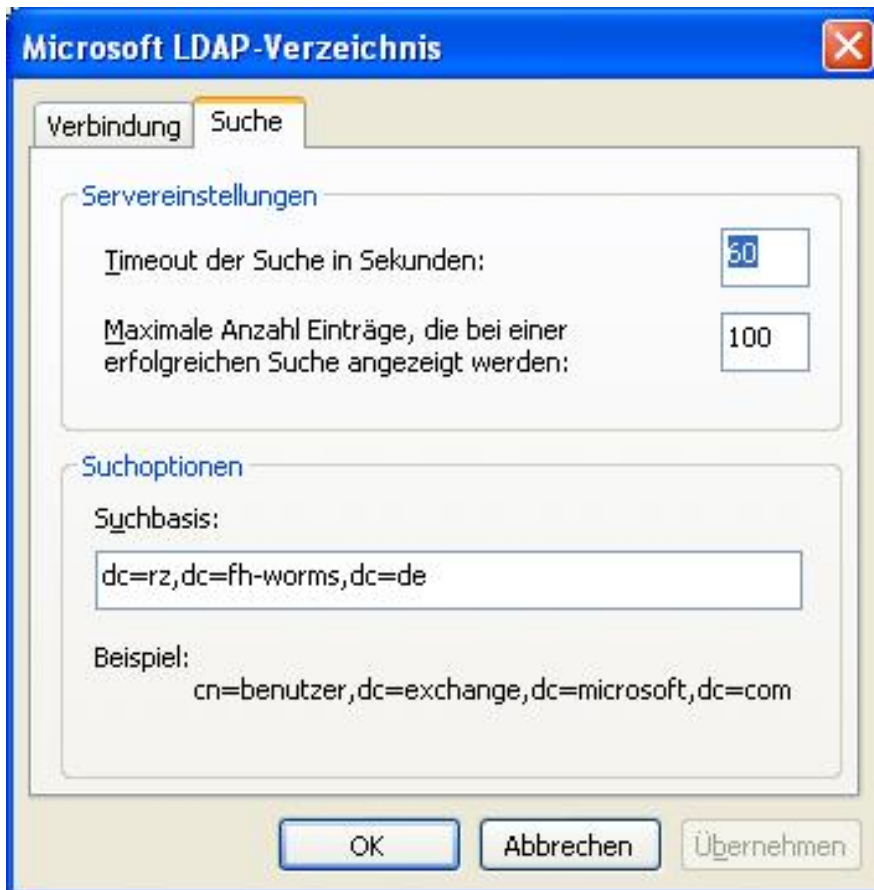 Microsoft LDAP-Verzeichnis
Verbindung Suche
Servereinstellungen
Timeout der Suche in Sekunden: 60
Maximale Anzahl Einträge, die bei einer
erfolgreichen Suche angezeigt werden: 100
Suchoptionen
Suchbasis:
dc=rz,dc=fh-worms,dc=de
Beispiel:
cn=benutzer,dc=exchange,dc=microsoft,dc=com
OK Abbrechen Übernehmen